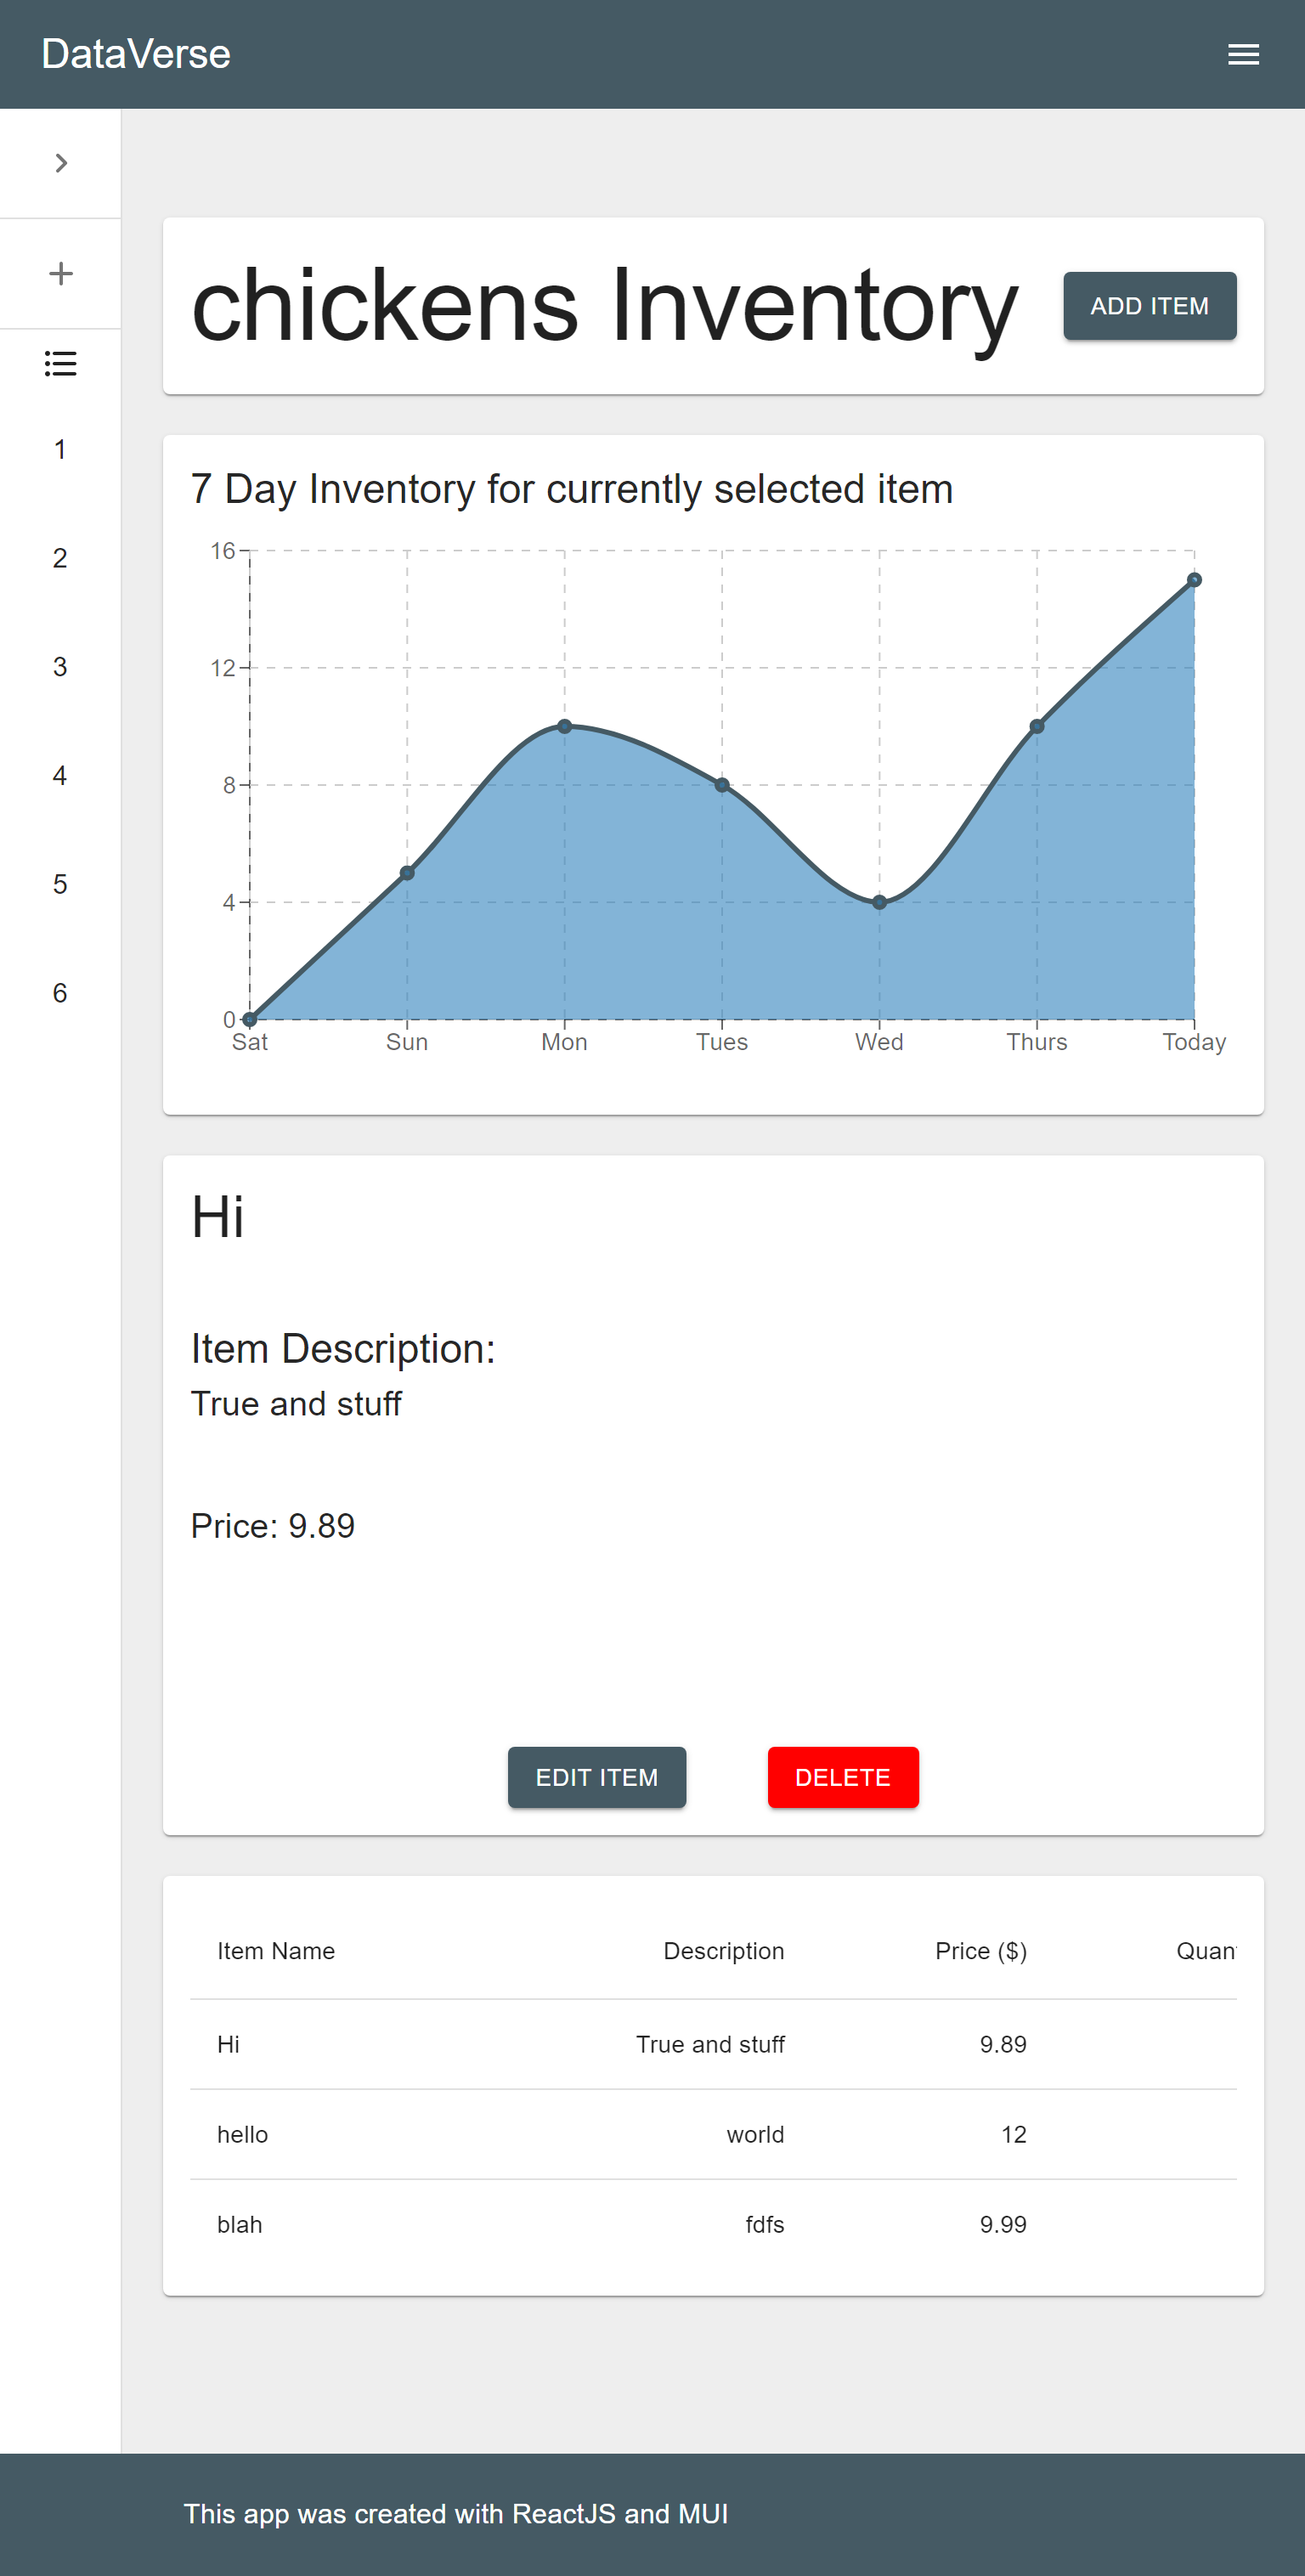 DataVerse
chickens Inventory
ADD ITEM
1
2
3
4
5
6
7 Day Inventory for currently selected item
16
12
8
4
0
Sat Sun Mon Tues Wed Thurs Today
Hi
Item Description:
True and stuff
Price: 9.89
EDIT ITEM DELETE
Item Name Description Price ($)
Hi True and stuff 9.89
hello world 12
blah fdfs 9.99
This app was created with ReactJS and MUI